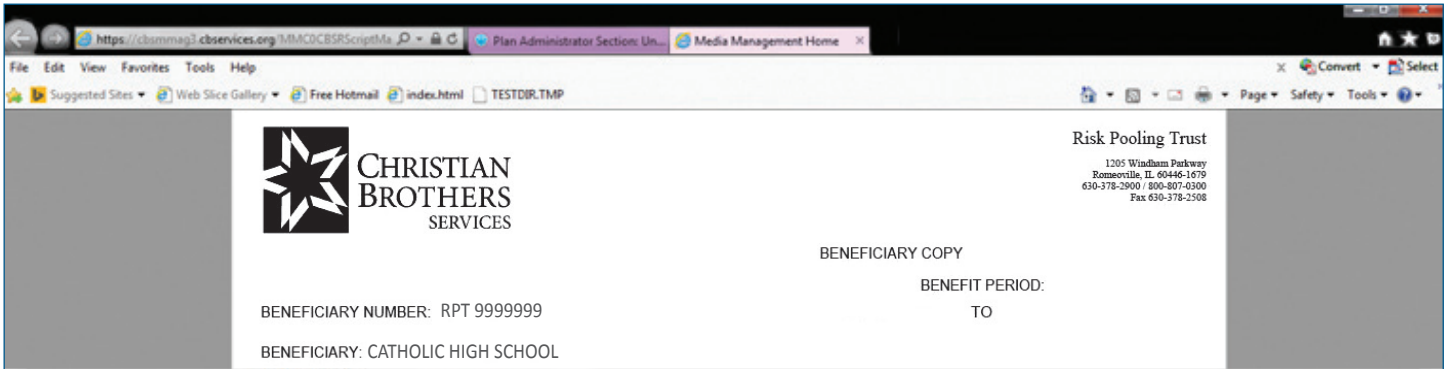 https://cbsmmag3.cbservices.org/MMC0CBSRScriptMa Plan Administrator Section: Un... Media Management Home
File Edit View Favorites Tools Help
Convert Select
Suggested Sites Web Slice Gallery Free Hotmail index.html TESTDIR.TMP Page Safety Tools
CHRISTIAN
BROTHERS
SERVICES
Risk Pooling Trust
1205 Windham Parkway
Romeoville, IL 60446-1679
630-378-2900 / 800-807-0300
Fax 630-378-2508
BENEFICIARY COPY
BENEFIT PERIOD:
BENEFICIARY NUMBER: RPT 9999999 TO
BENEFICIARY: CATHOLIC HIGH SCHOOL